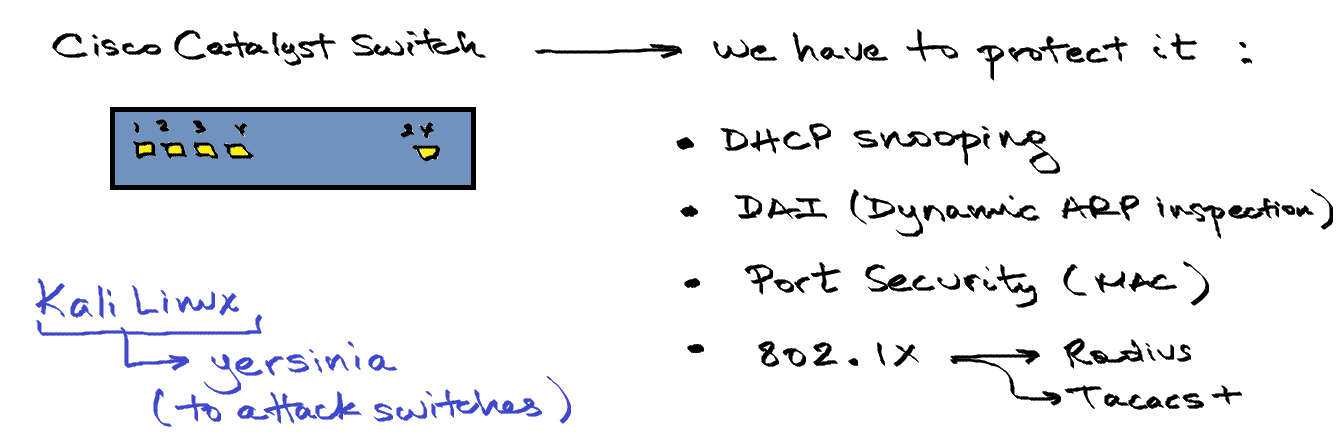 Cisco Catalyst Switch → we have to protect it :
1 2 3 4 24
• DHCP snooping
• DAI (Dynamic ARP inspection)
• Port Security (MAC)
• 802.1x → Radius
→ Tacacs+
Kali Linux
→ yersinia
(to attack switches)